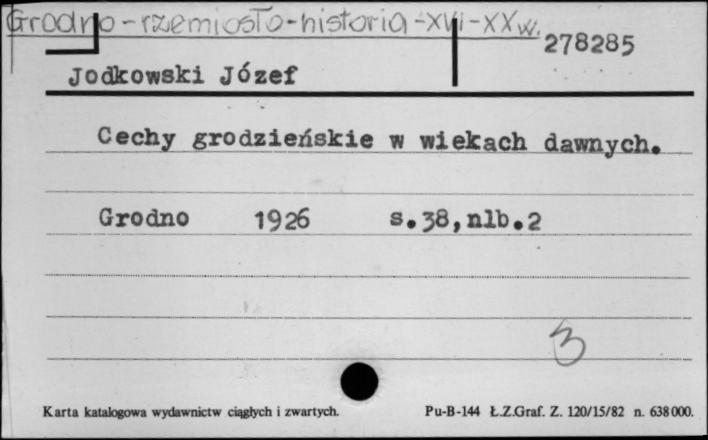 Grodno-rzemiosło-historia-XVI-XXw.
278285
Jodkowski Józef
Cechy grodzieńskie w wiekach dawnych.
Grodno 1926 s.38,nlb.2
3
Karta katalogowa wydawnictw ciągłych i zwartych. Pu-B-144 Ł.Z.Graf. Z. 120/15/82 n. 638000.